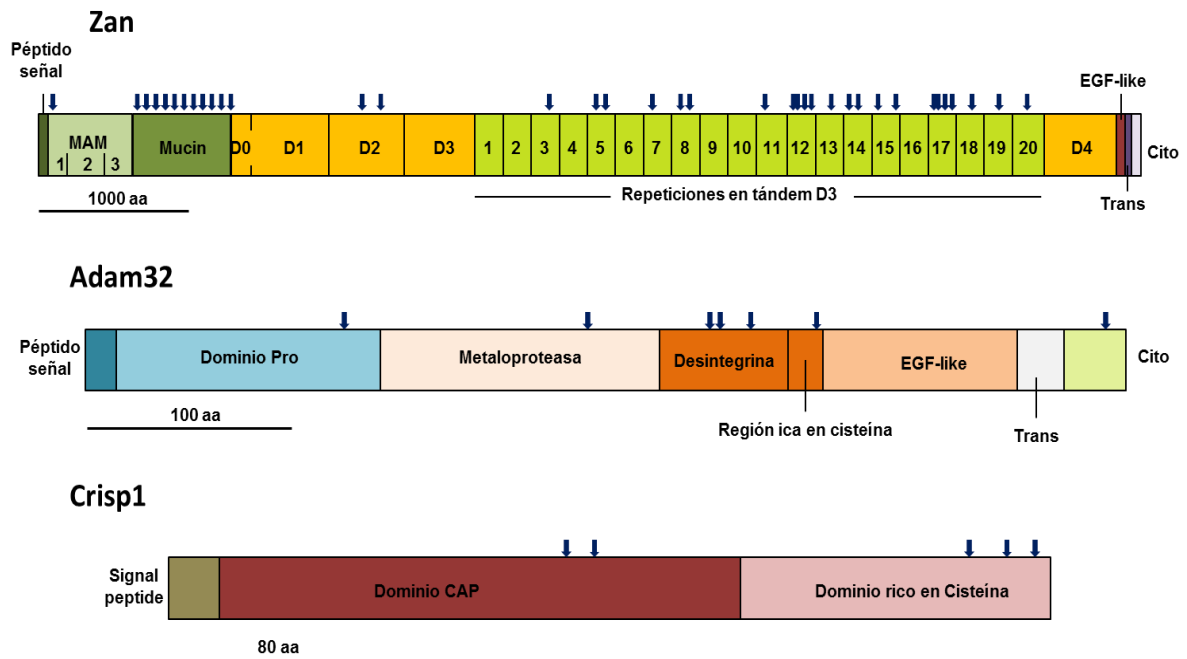 Zan
Péptido
señal
EGF-like
MAM
1 2 3
Mucin
D0 D1 D2 D3
1 2 3 4 5 6 7 8 9 10 11 12 13 14 15 16 17 18 19 20
D4
Cito
1000 aa
Repeticiones en tándem D3
Trans
Adam32
Péptido
señal
Dominio Pro
Metaloproteasa
Desintegrina
EGF-like
Cito
100 aa
Región ica en cisteína
Trans
Crisp1
Signal
peptide
Dominio CAP
Dominio rico en Cisteína
80 aa